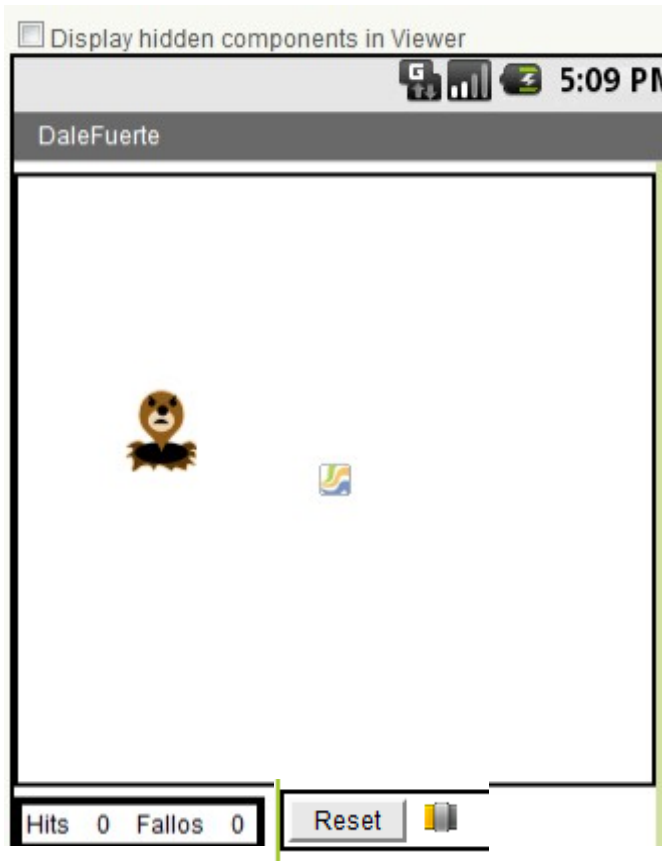 Display hidden components in Viewer
G 5:09 PM
DaleFuerte
Hits 0 Fallos 0 Reset